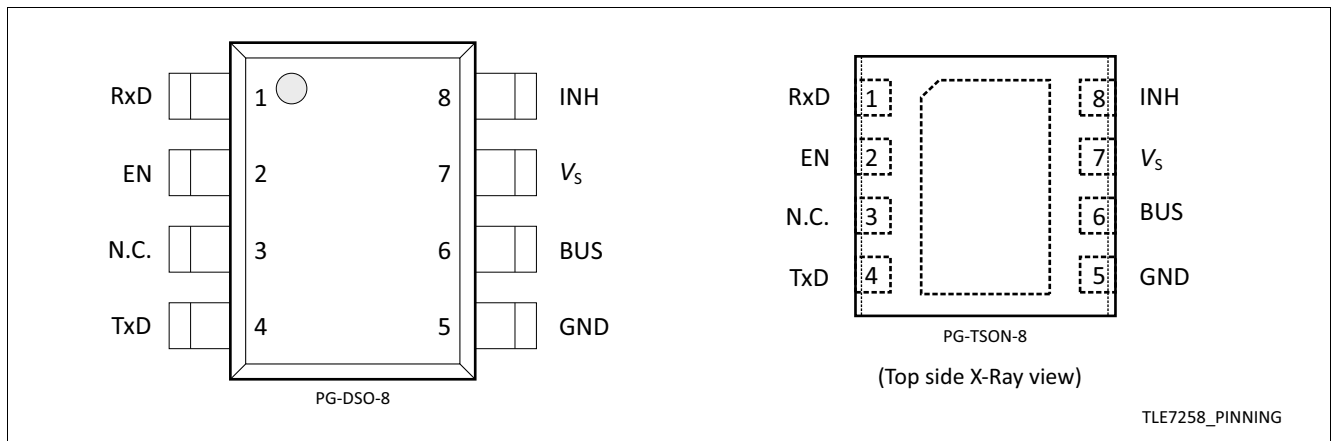 RxD 1 8 INH
EN 2 7 VS
N.C. 3 6 BUS
TxD 4 5 GND
PG-DSO-8
RxD 1 8 INH
EN 2 7 VS
N.C. 3 6 BUS
TxD 4 5 GND
PG-TSON-8
(Top side X-Ray view)
TLE7258_PINNING